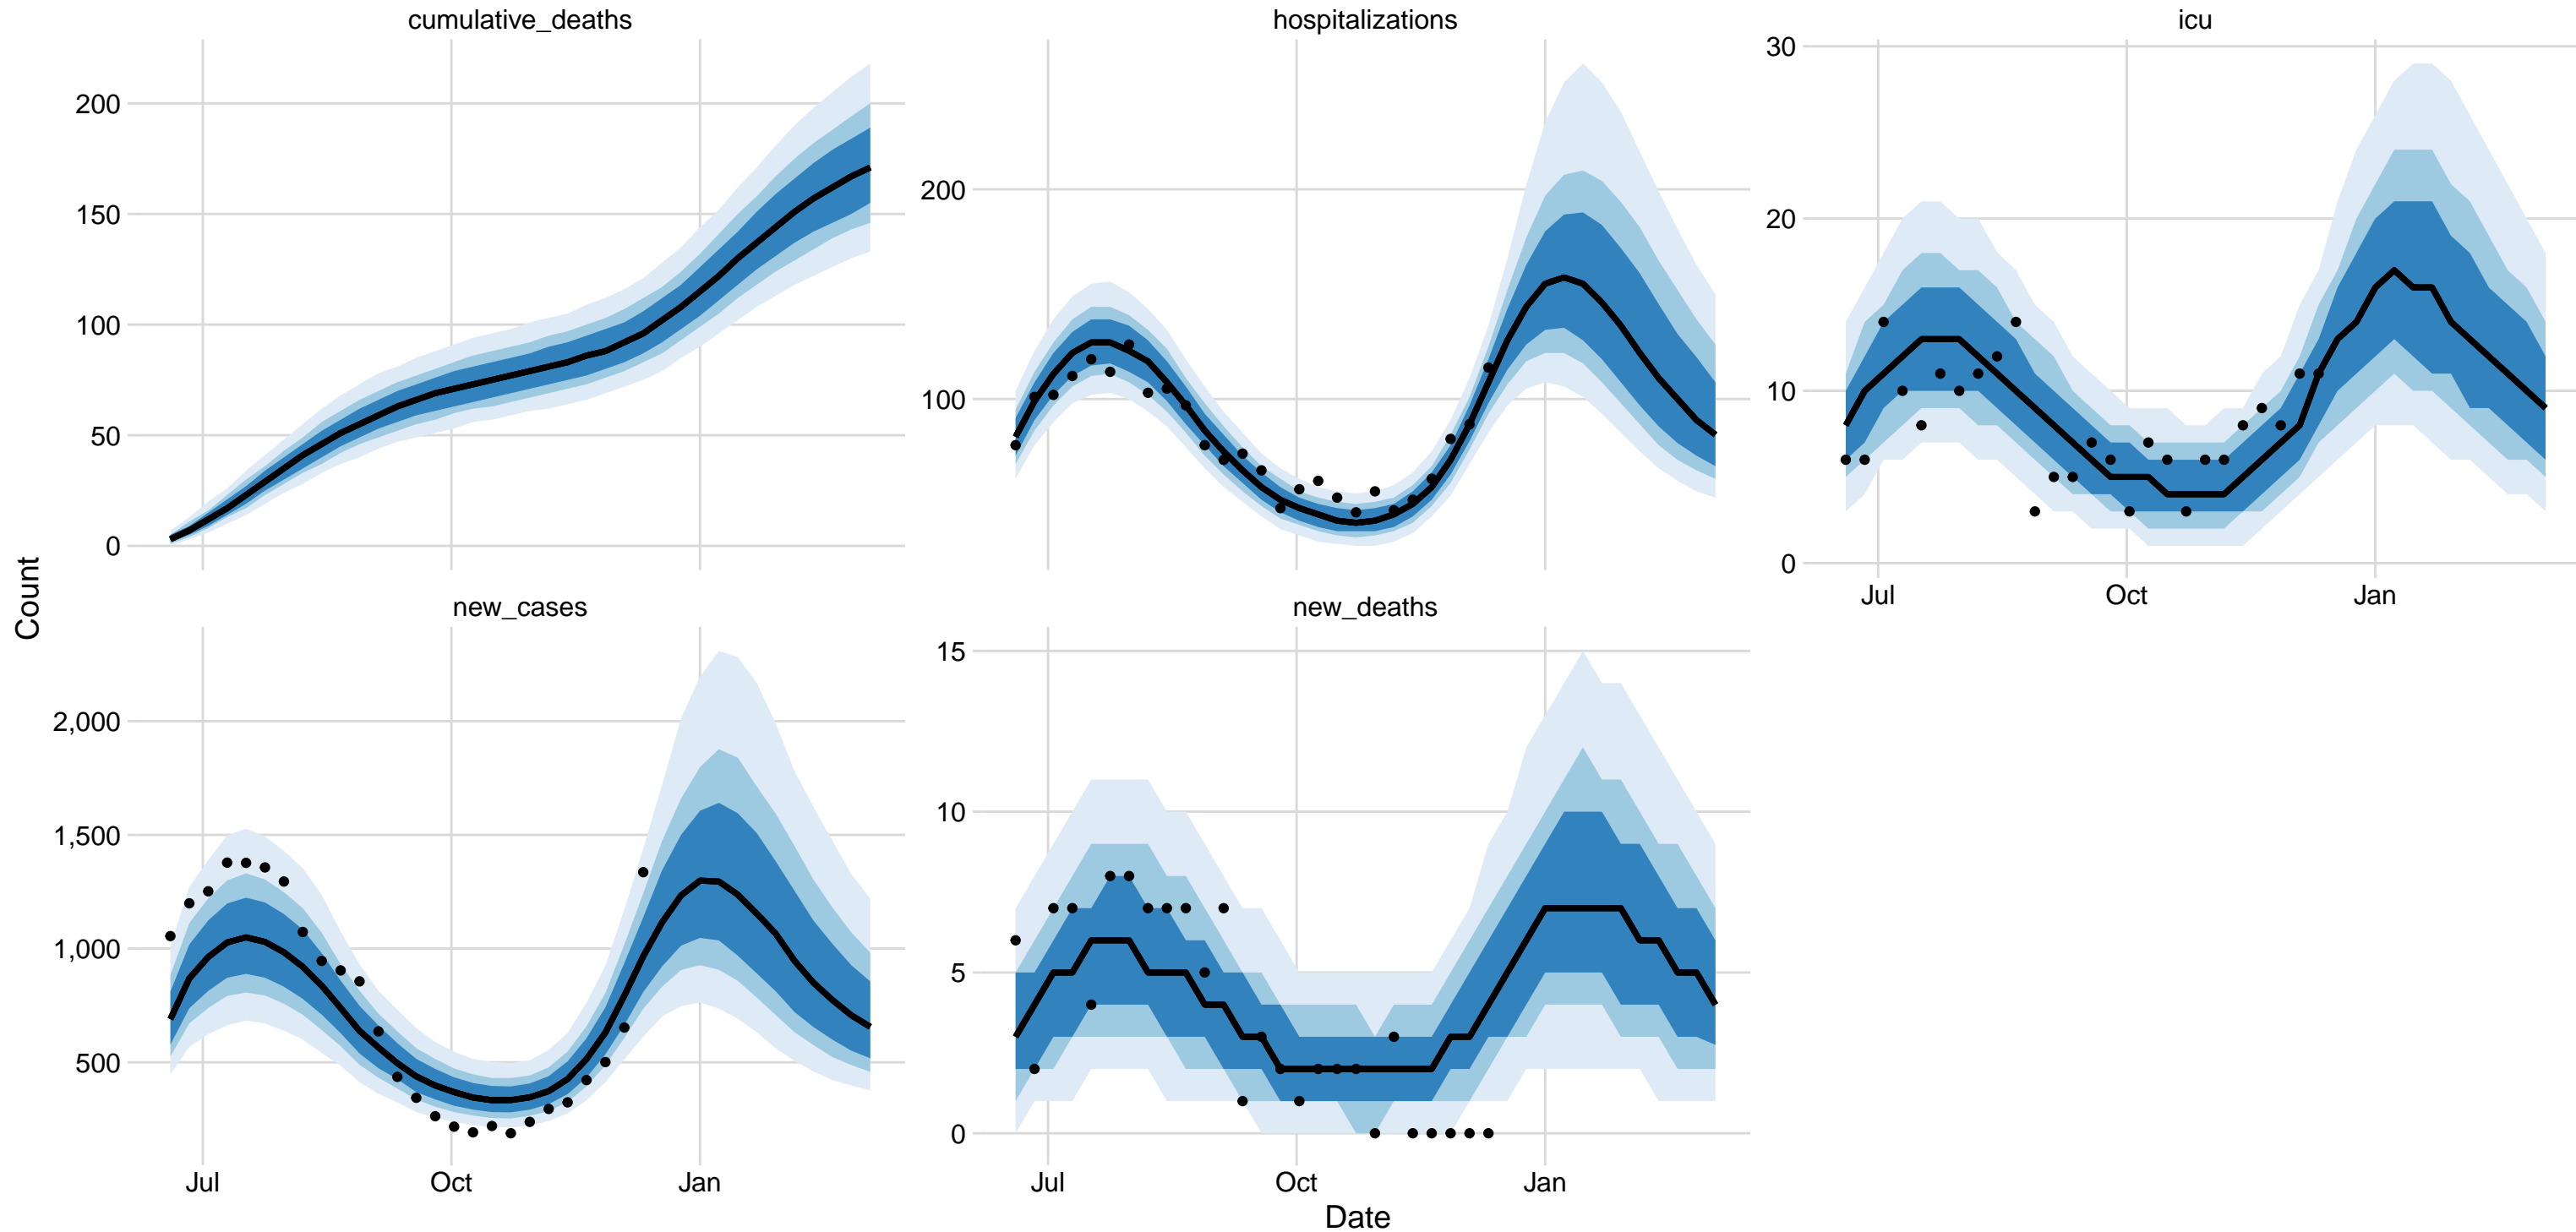 cumulative_deaths
hospitalizations
icu
200
150
100
50
0
200
100
30
20
10
0
Jul
Oct
Jan
Count
new_cases
new_deaths
2,000
1,500
1,000
500
15
10
5
0
Jul
Oct
Jan
Jul
Oct
Jan
Date